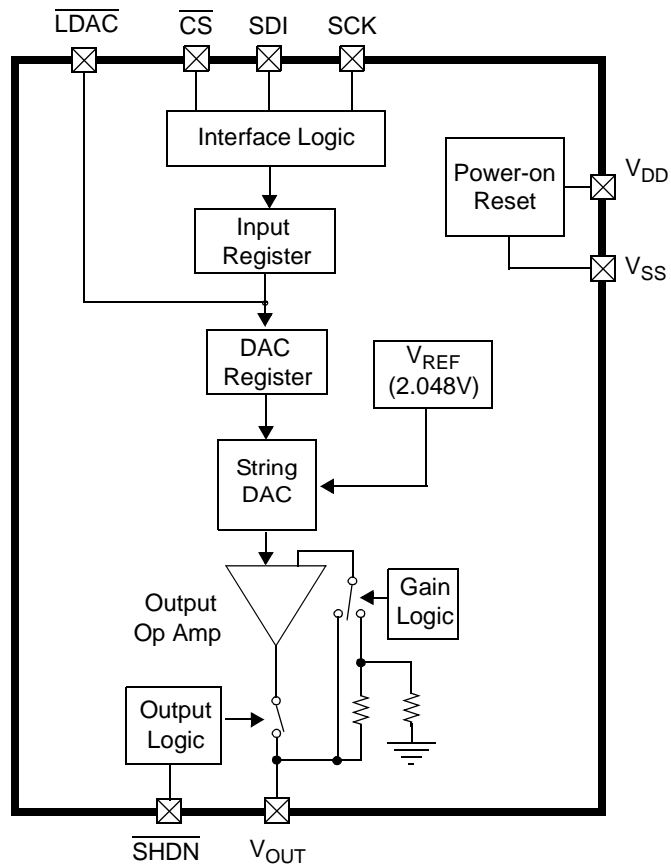 LDAC CS SDI SCK
Interface Logic
Power-on
Reset
VDD
Input
Register
VSS
DAC
Register
VREF
(2.048V)
String
DAC
Output
Op Amp
Gain
Logic
Output
Logic
SHDN VOUT